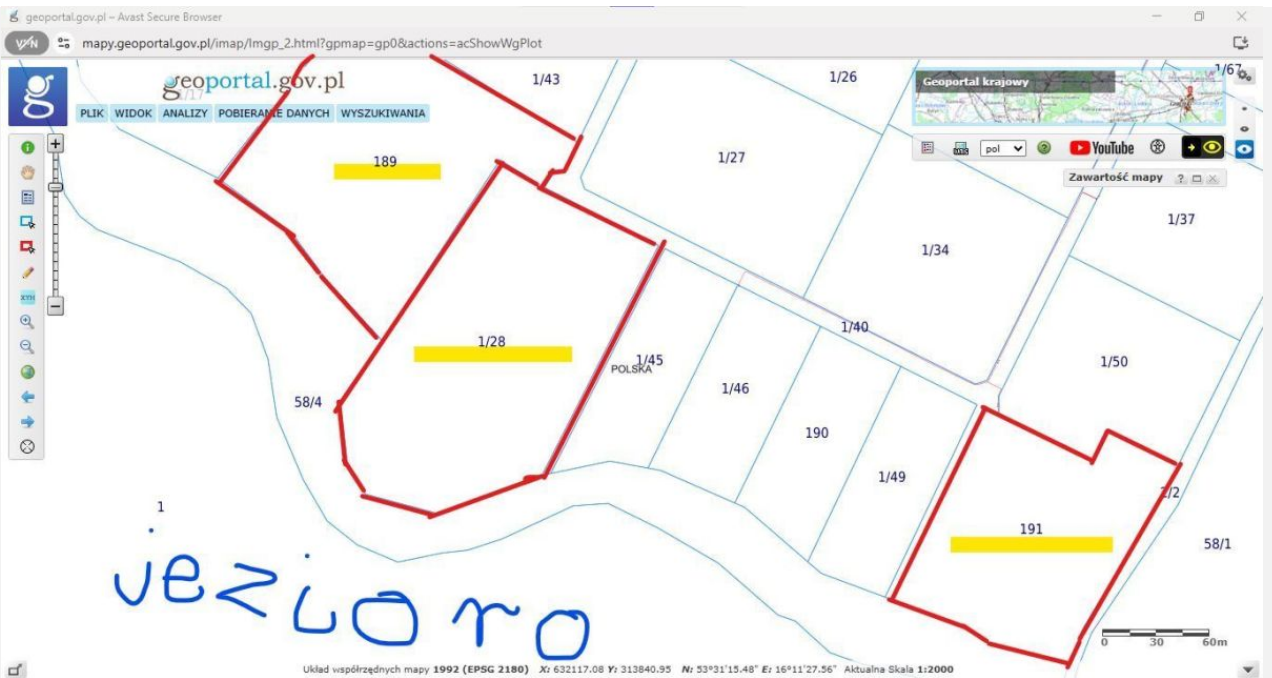 geoportal.gov.pl – Avast Secure Browser
VPN mapy.geoportal.gov.pl/imap/Imgp_2.html?gpmap=gp0&actions=acShowWgPlot
geoportal.gov.pl
1/17
PLIK WIDOK ANALIZY POBIERANIE DANYCH WYSZUKIWANIA
Geoportal krajowy
pol YouTube
Zawartość mapy
XYH
1/43
1/26
1/67
189
1/27
1/37
1/34
1/28
1/40
1/45
POLSKA
1/50
58/4
1/46
190
1/49
1/2
1
191
58/1
jezioro
0 30 60m
Układ współrzędnych mapy 1992 (EPSG 2180) X: 632117.08 Y: 313840.95 N: 53°31'15.48" E: 16°11'27.56" Aktualna Skala 1:2000